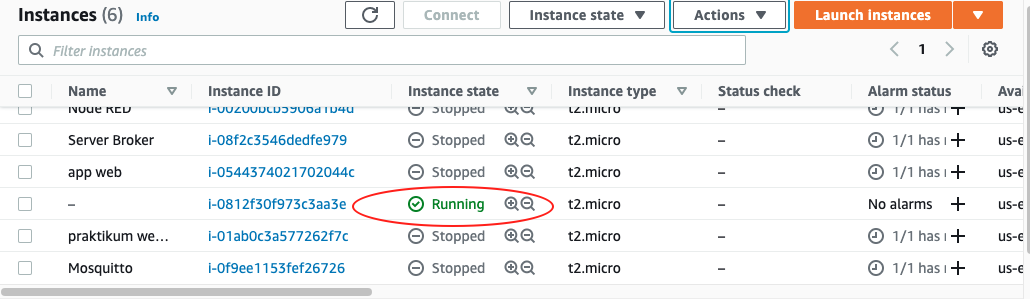 Instances (6) Info Connect Instance state Actions Launch instances
Filter instances 1
Name Instance ID Instance state Instance type Status check Alarm status Avai
Node RED i-00200bcb5906a1b4d Stopped t2.micro – 1/1 has us-e
Server Broker i-08f2c3546dedfe979 Stopped t2.micro – 1/1 has us-e
app web i-0544374021702044c Stopped t2.micro – 1/1 has us-e
– i-0812f30f973c3aa3e Running t2.micro – No alarms us-e
praktikum we... i-01ab0c3a577262f7c Stopped t2.micro – 1/1 has us-e
Mosquitto i-0f9ee1153fef26726 Stopped t2.micro – 1/1 has us-e